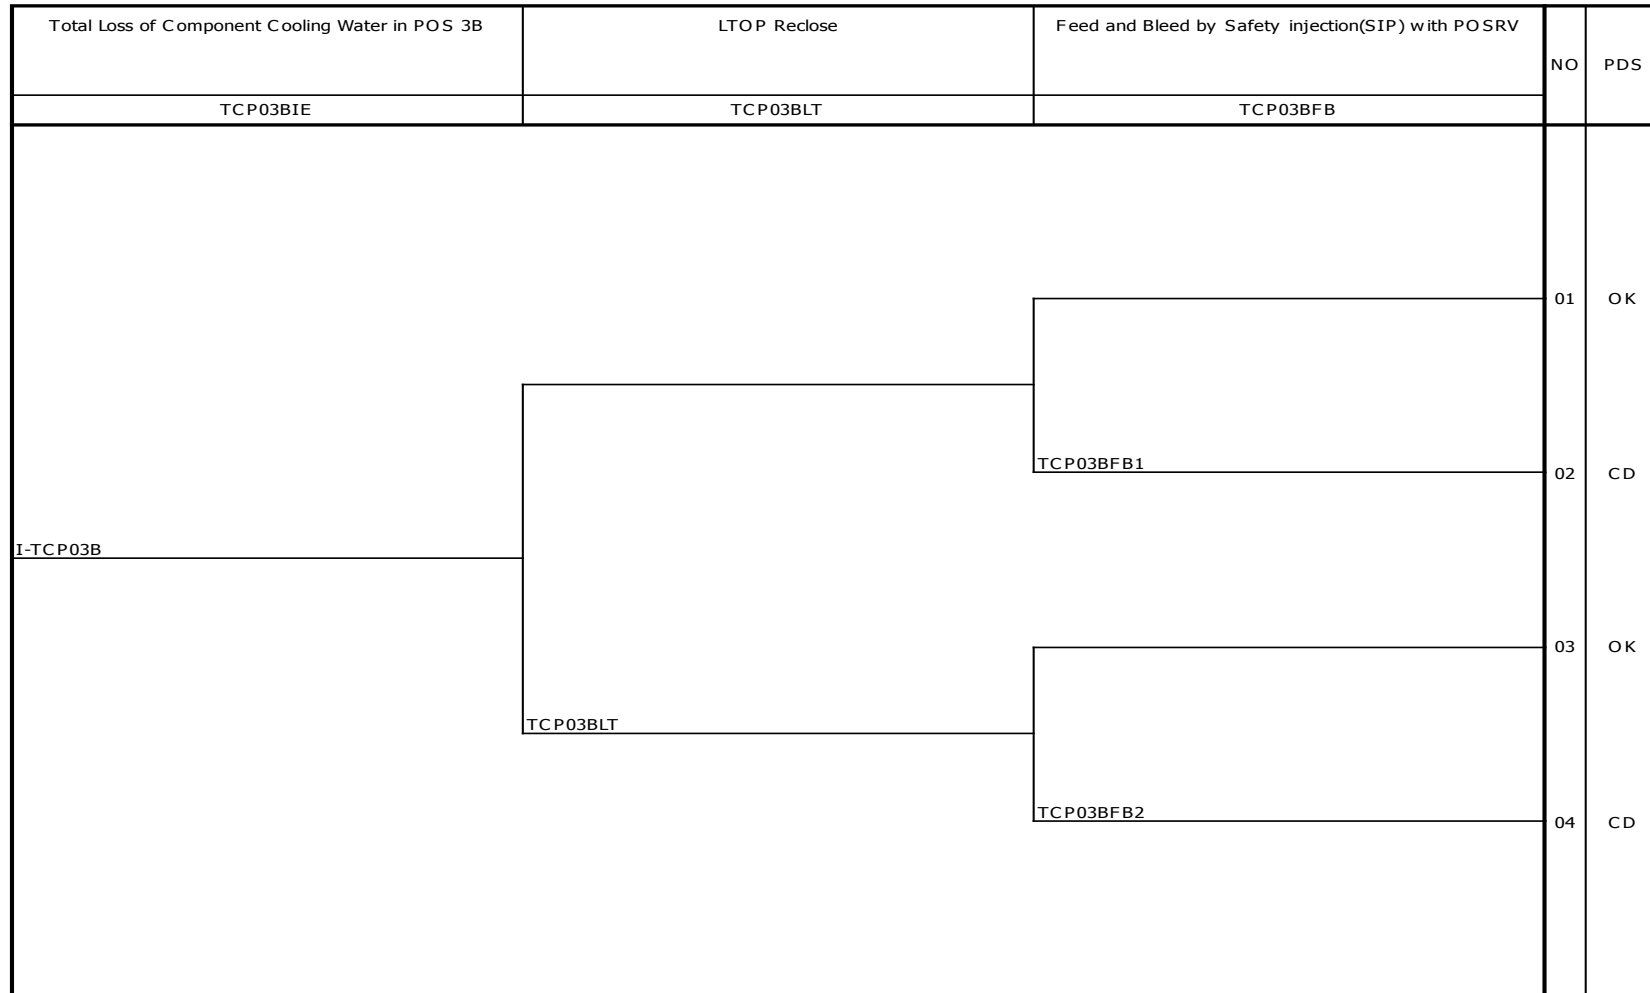 Total Loss of Component Cooling Water in POS 3B
LTOP Reclose
Feed and Bleed by Safety injection(SIP) with POSRV
NO
PDS
TCP03BIE
TCP03BLT
TCP03BFB
01
OK
TCP03BFB1
02
CD
I-TCP03B
03
OK
TCP03BLT
TCP03BFB2
04
CD